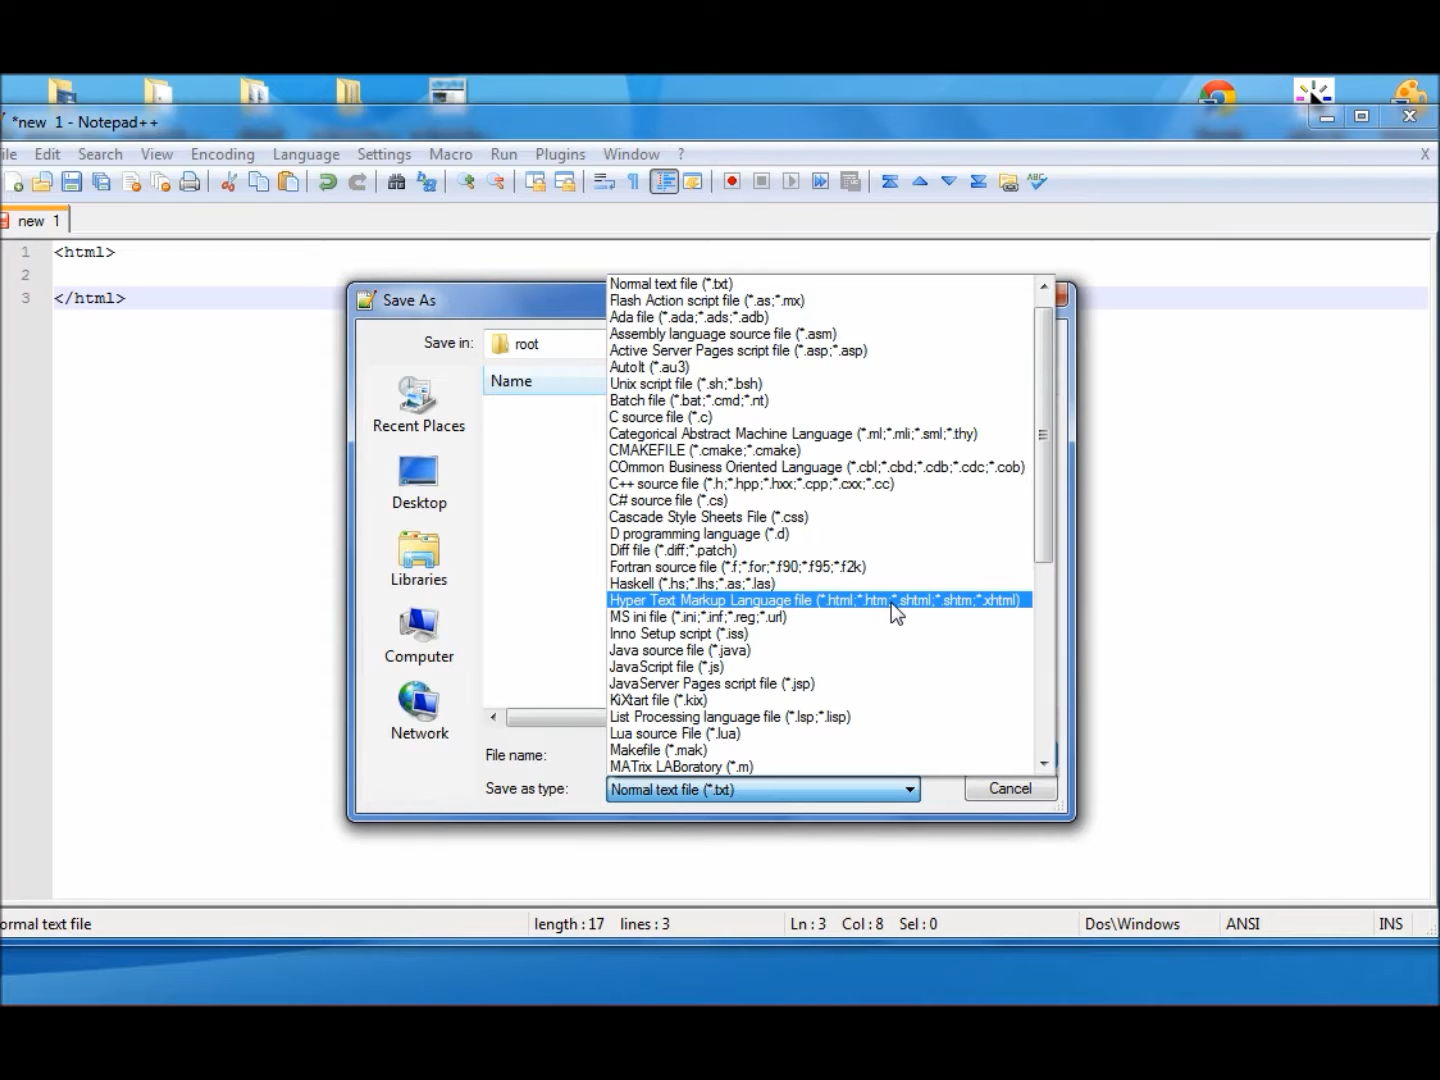 *new 1 - Notepad++
ile Edit Search View Encoding Language Settings Macro Run Plugins Window ? X
ABC
new 1
1 <html>
2
3 </html>
Save As
Save in: root
Name
Recent Places
Desktop
Libraries
Computer
Network
Normal text file (*.txt)
Flash Action script file (*.as;*.mx)
Ada file (*.ada;*.ads;*.adb)
Assembly language source file (*.asm)
Active Server Pages script file (*.asp;*.asp)
AutoIt (*.au3)
Unix script file (*.sh;*.bsh)
Batch file (*.bat;*.cmd;*.nt)
C source file (*.c)
Categorical Abstract Machine Language (*.ml;*.mli;*.sml;*.thy)
CMAKEFILE (*.cmake;*.cmake)
COmmon Business Oriented Language (*.cbl;*.cbd;*.cdb;*.cdc;*.cob)
C++ source file (*.h;*.hpp;*.hxx;*.cpp;*.cxx;*.cc)
C# source file (*.cs)
Cascade Style Sheets File (*.css)
D programming language (*.d)
Diff file (*.diff;*.patch)
Fortran source file (*.f;*.for;*.f90;*.f95;*.f2k)
Haskell (*.hs;*.lhs;*.as;*.las)
Hyper Text Markup Language file (*.html;*.htm;*.shtml;*.shtm;*.xhtml)
MS ini file (*.ini;*.inf;*.reg;*.url)
Inno Setup script (*.iss)
Java source file (*.java)
JavaScript file (*.js)
JavaServer Pages script file (*.jsp)
KiXtart file (*.kix)
List Processing language file (*.lsp;*.lisp)
Lua source File (*.lua)
Makefile (*.mak)
MATrix LABoratory (*.m)
File name:
Save as type: Normal text file (*.txt) Cancel
ormal text file length : 17 lines : 3 Ln : 3 Col : 8 Sel : 0 Dos\Windows ANSI INS